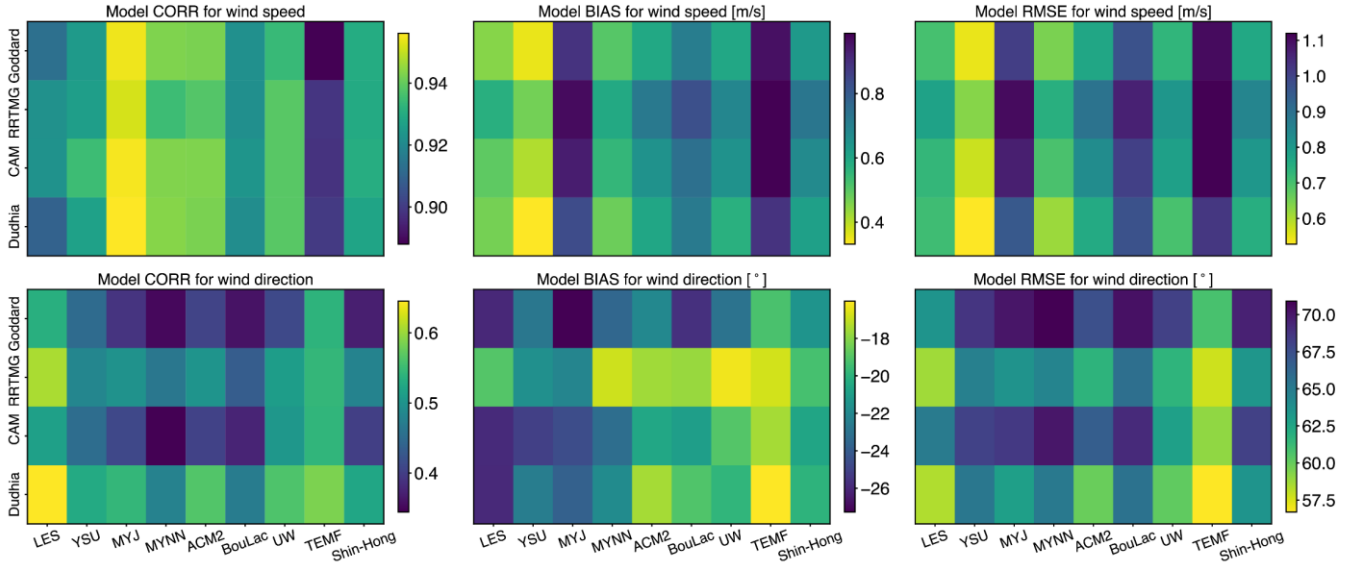 Model CORR for wind speed
Goddard
RRTMG
CAM
Dudhia
0.94
0.92
0.90
Model BIAS for wind speed [m/s]
0.8
0.6
0.4
Model RMSE for wind speed [m/s]
1.1
1.0
0.9
0.8
0.7
0.6
Model CORR for wind direction
Goddard
RRTMG
CAM
Dudhia
LES YSU MYJ MYNN ACM2 BouLac UW TEMF Shin-Hong
0.6
0.5
0.4
Model BIAS for wind direction [°]
LES YSU MYJ MYNN ACM2 BouLac UW TEMF Shin-Hong
−18
−20
−22
−24
−26
Model RMSE for wind direction [°]
LES YSU MYJ MYNN ACM2 BouLac UW TEMF Shin-Hong
70.0
67.5
65.0
62.5
60.0
57.5